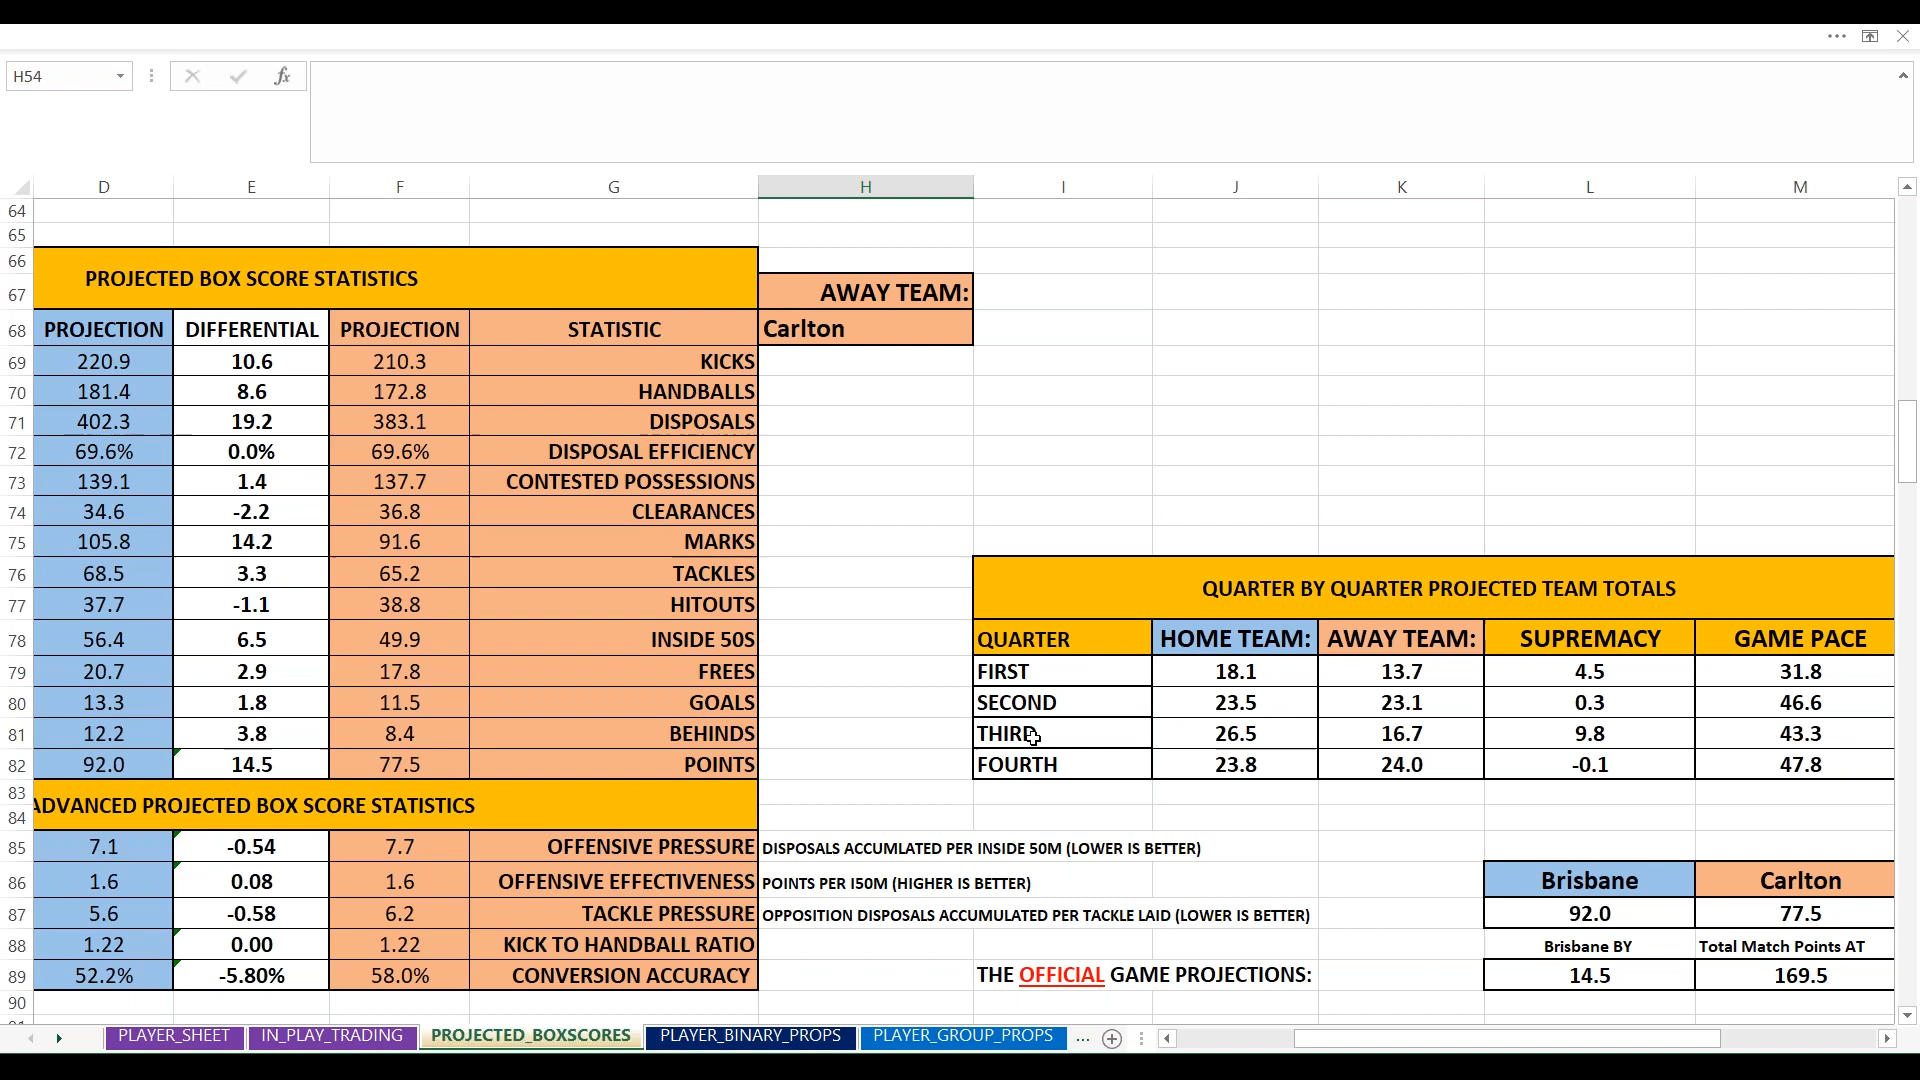 H54
fx
D E F G H I J K L M
64
65
66
PROJECTED BOX SCORE STATISTICS
67 AWAY TEAM:
68 PROJECTION DIFFERENTIAL PROJECTION STATISTIC Carlton
69 220.9 10.6 210.3 KICKS
70 181.4 8.6 172.8 HANDBALLS
71 402.3 19.2 383.1 DISPOSALS
72 69.6% 0.0% 69.6% DISPOSAL EFFICIENCY
73 139.1 1.4 137.7 CONTESTED POSSESSIONS
74 34.6 -2.2 36.8 CLEARANCES
75 105.8 14.2 91.6 MARKS
76 68.5 3.3 65.2 TACKLES
QUARTER BY QUARTER PROJECTED TEAM TOTALS
77 37.7 -1.1 38.8 HITOUTS
78 56.4 6.5 49.9 INSIDE 50S QUARTER HOME TEAM: AWAY TEAM: SUPREMACY GAME PACE
79 20.7 2.9 17.8 FREES FIRST 18.1 13.7 4.5 31.8
80 13.3 1.8 11.5 GOALS SECOND 23.5 23.1 0.3 46.6
81 12.2 3.8 8.4 BEHINDS THIRD 26.5 16.7 9.8 43.3
82 92.0 14.5 77.5 POINTS FOURTH 23.8 24.0 -0.1 47.8
83
ADVANCED PROJECTED BOX SCORE STATISTICS
84
85 7.1 -0.54 7.7 OFFENSIVE PRESSURE DISPOSALS ACCUMLATED PER INSIDE 50M (LOWER IS BETTER)
86 1.6 0.08 1.6 OFFENSIVE EFFECTIVENESS POINTS PER I50M (HIGHER IS BETTER) Brisbane Carlton
87 5.6 -0.58 6.2 TACKLE PRESSURE OPPOSITION DISPOSALS ACCUMULATED PER TACKLE LAID (LOWER IS BETTER) 92.0 77.5
88 1.22 0.00 1.22 KICK TO HANDBALL RATIO Brisbane BY Total Match Points AT
89 52.2% -5.80% 58.0% CONVERSION ACCURACY THE OFFICIAL GAME PROJECTIONS: 14.5 169.5
90
PLAYER_SHEET IN_PLAY_TRADING PROJECTED_BOXSCORES PLAYER_BINARY_PROPS PLAYER_GROUP_PROPS ...